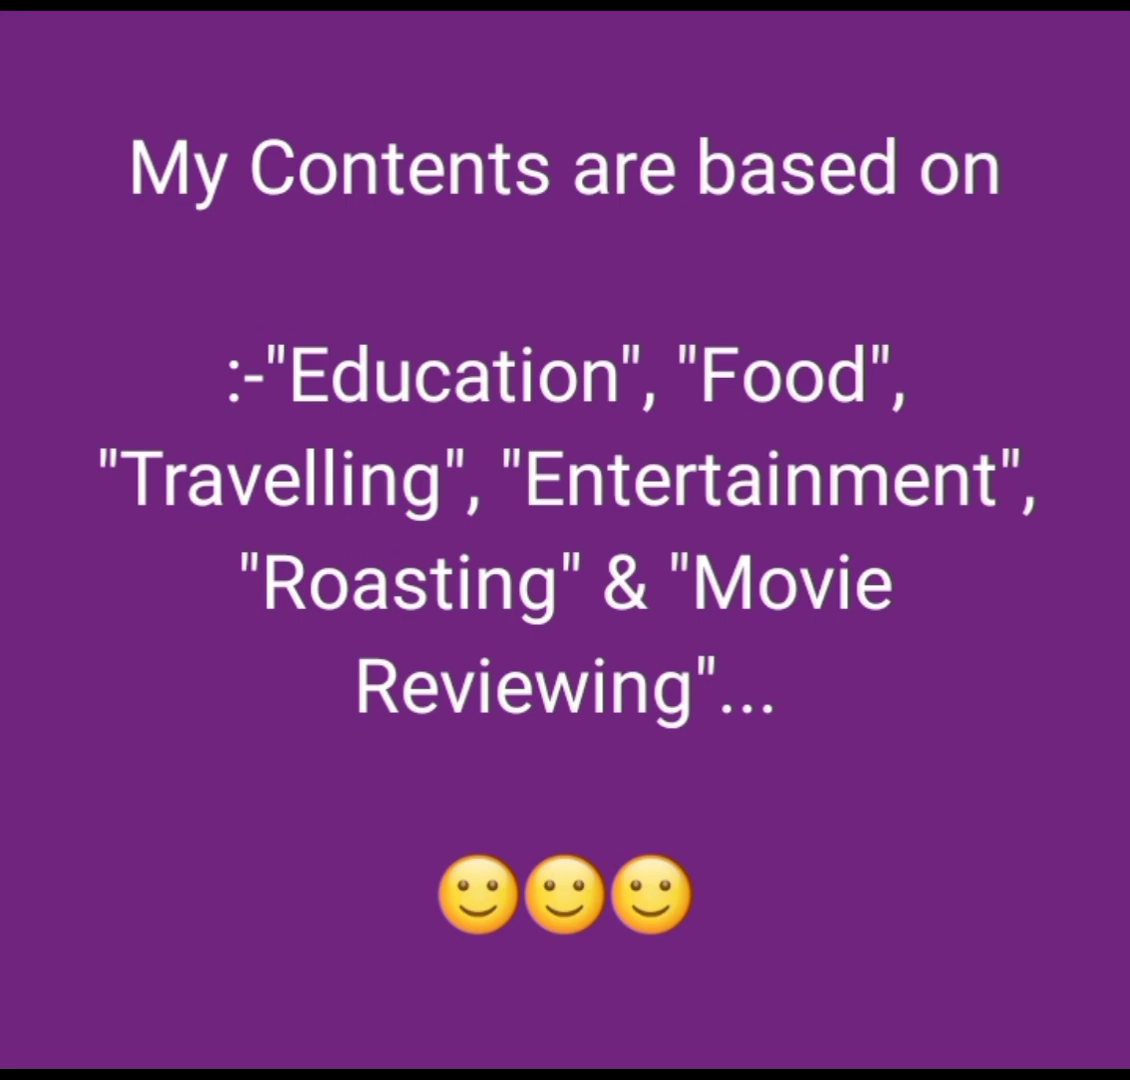 My Contents are based on
:-"Education", "Food",
"Travelling", "Entertainment",
"Roasting" & "Movie
Reviewing"...
🙂🙂🙂